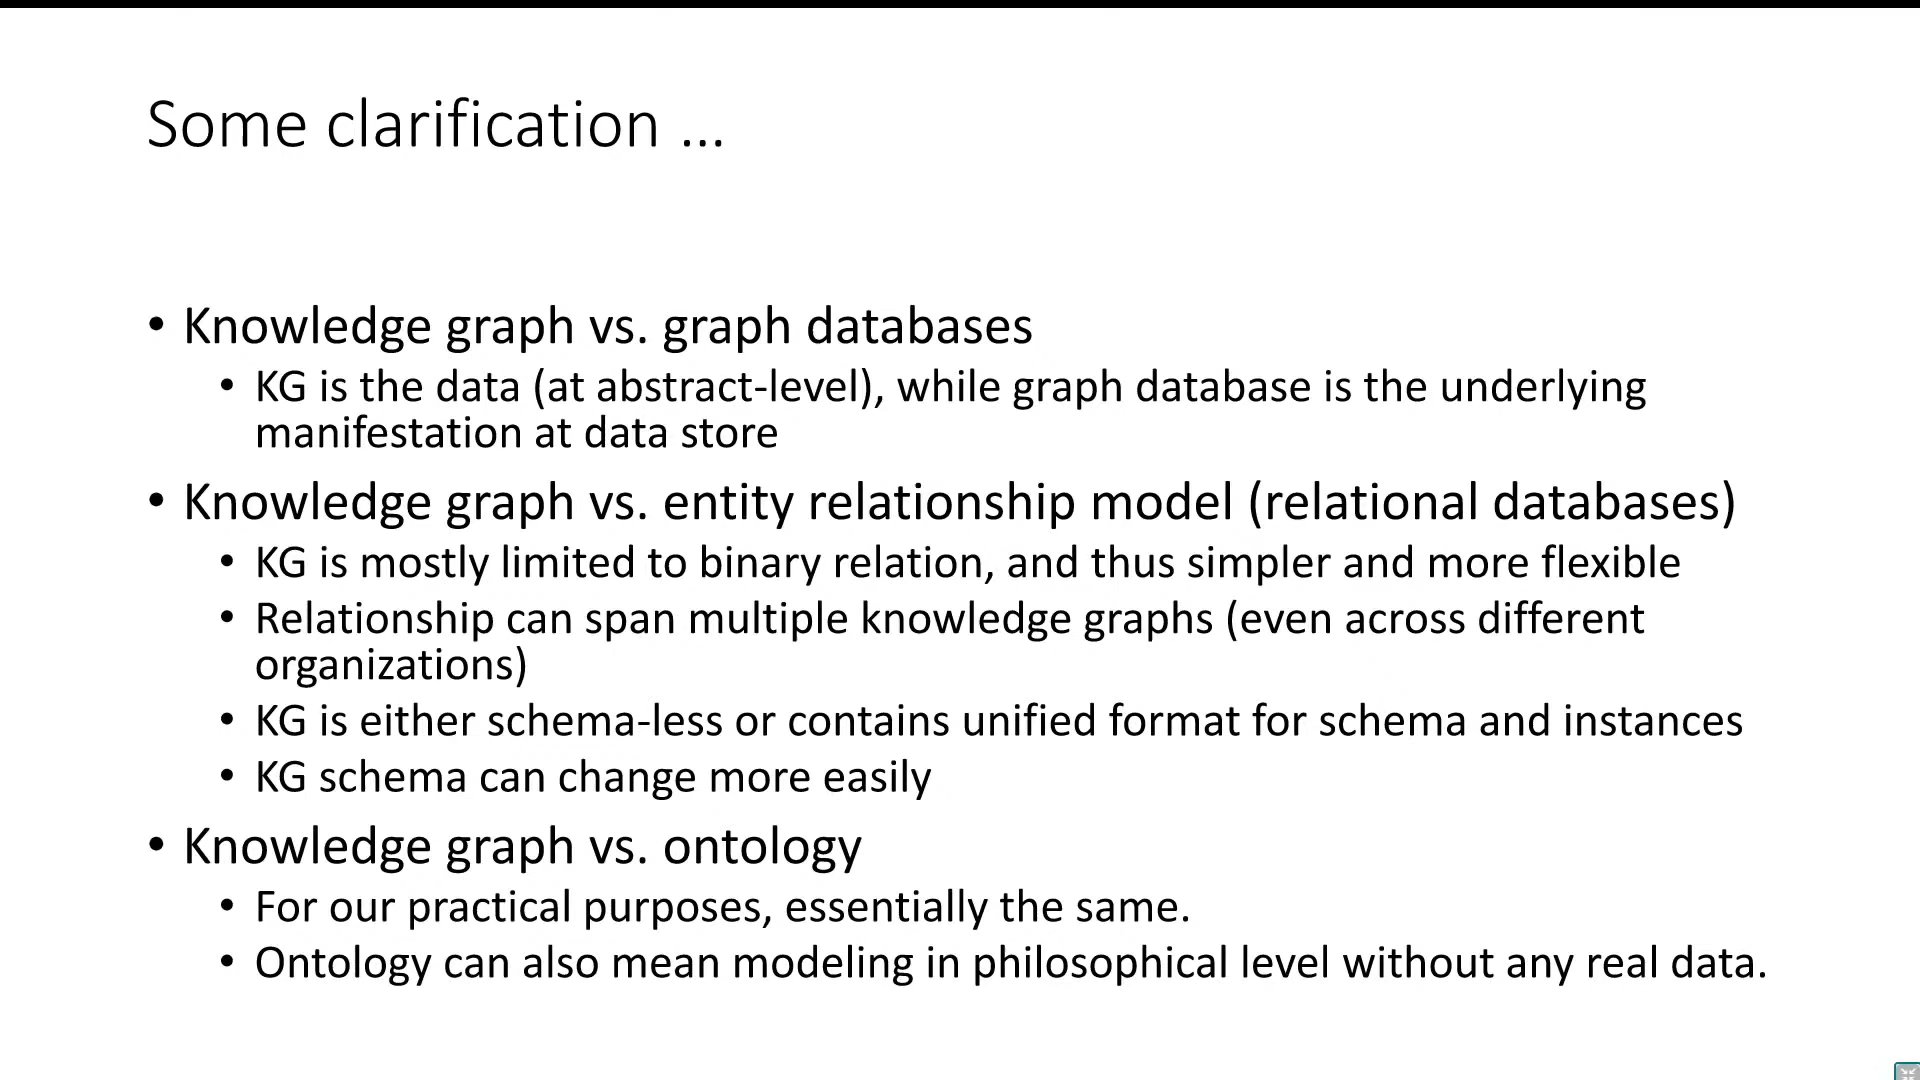 Some clarification ...
• Knowledge graph vs. graph databases
• KG is the data (at abstract-level), while graph database is the underlying
manifestation at data store
• Knowledge graph vs. entity relationship model (relational databases)
• KG is mostly limited to binary relation, and thus simpler and more flexible
• Relationship can span multiple knowledge graphs (even across different
organizations)
• KG is either schema-less or contains unified format for schema and instances
• KG schema can change more easily
• Knowledge graph vs. ontology
• For our practical purposes, essentially the same.
• Ontology can also mean modeling in philosophical level without any real data.